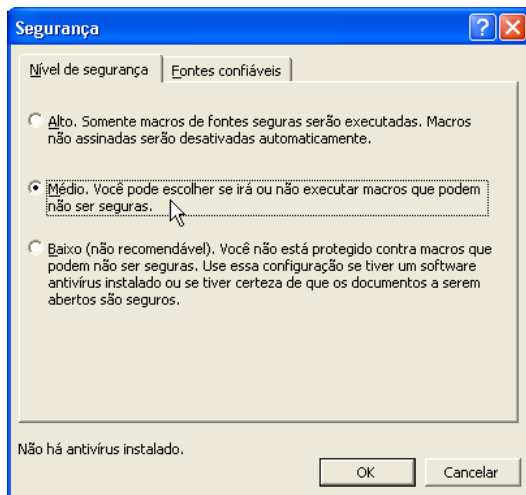 Segurança
Nível de segurança
Fontes confiáveis
Alto. Somente macros de fontes seguras serão executadas. Macros
não assinadas serão desativadas automaticamente.
Médio. Você pode escolher se irá ou não executar macros que podem
não ser seguras.
Baixo (não recomendável). Você não está protegido contra macros que
podem não ser seguras. Use essa configuração se tiver um software
antivírus instalado ou se tiver certeza de que os documentos a serem
abertos são seguros.
Não há antivírus instalado.
OK
Cancelar